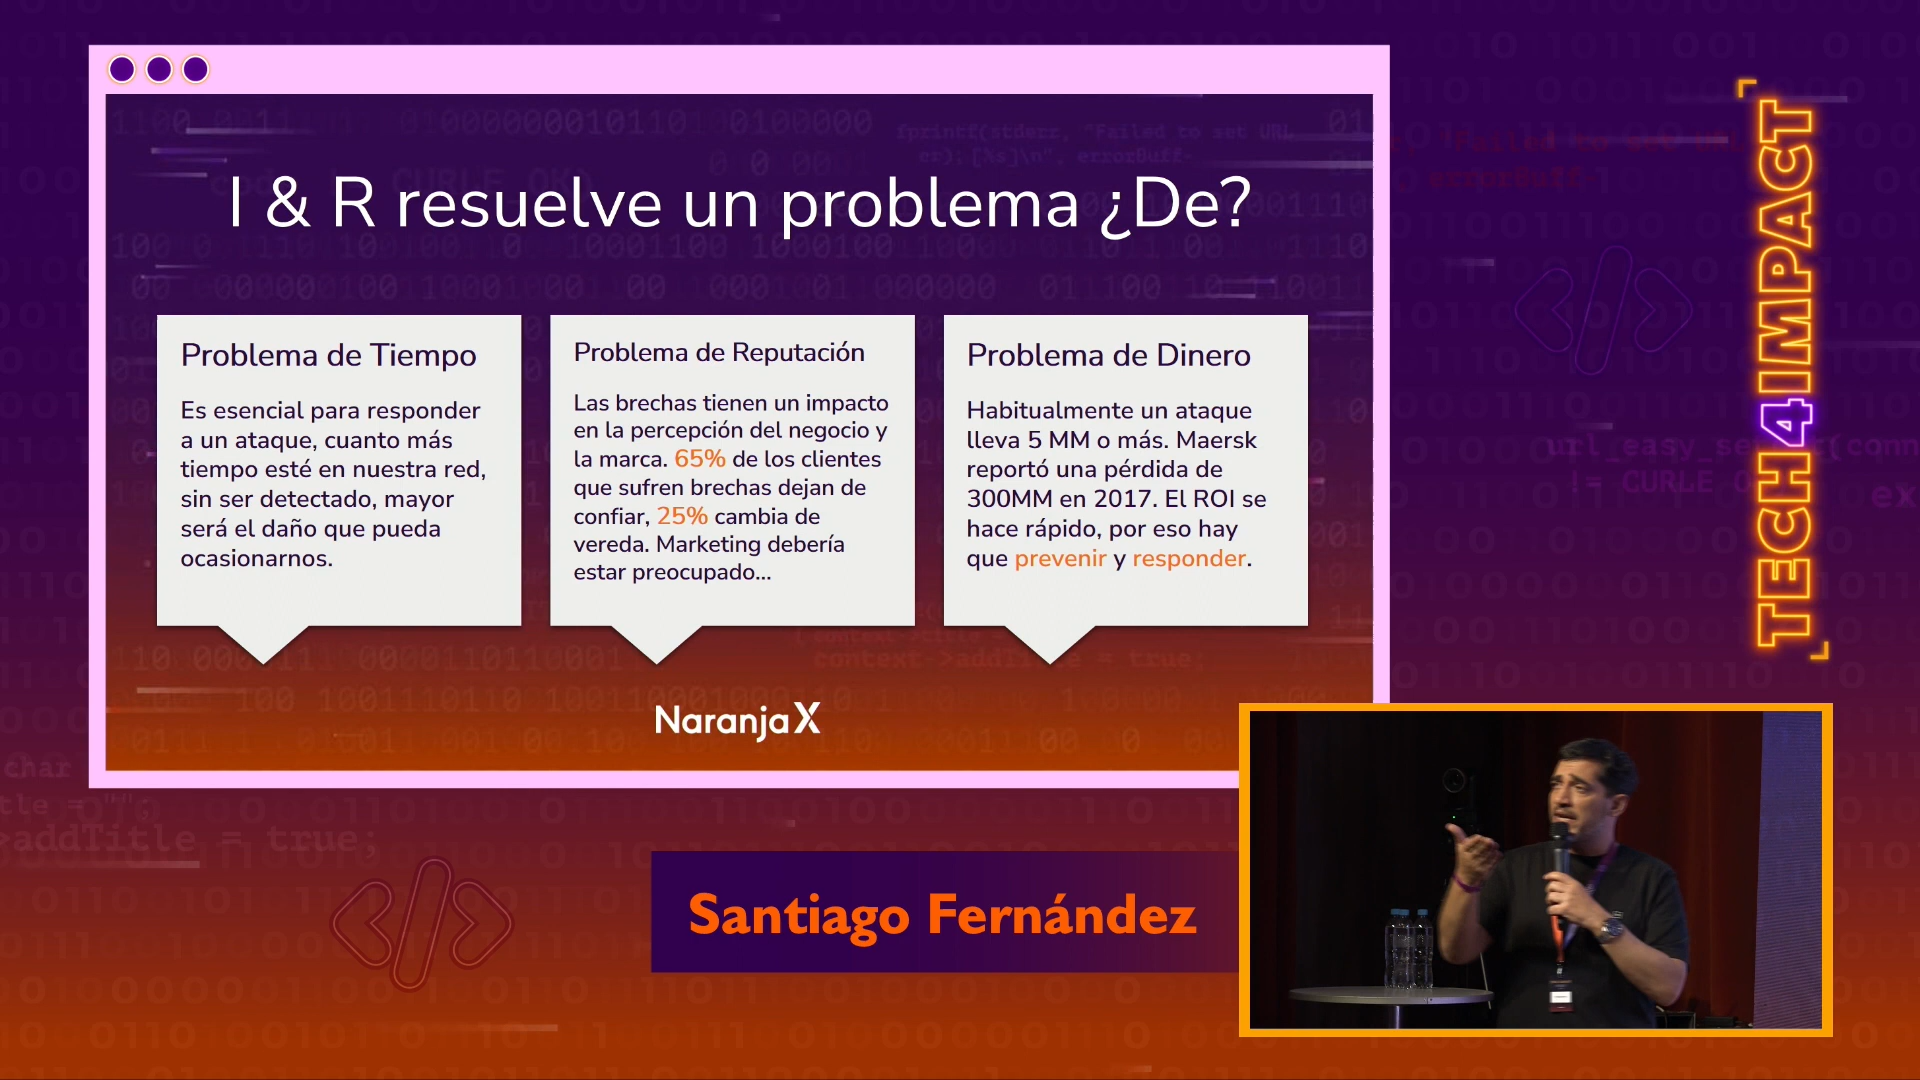 I & R resuelve un problema ¿De?
Problema de Tiempo
Es esencial para responder
a un ataque, cuanto más
tiempo esté en nuestra red,
sin ser detectado, mayor
será el daño que pueda
ocasionarnos.
Problema de Reputación
Las brechas tienen un impacto
en la percepción del negocio y
la marca. 65% de los clientes
que sufren brechas dejan de
confiar, 25% cambia de
vereda. Marketing debería
estar preocupado...
Problema de Dinero
Habitualmente un ataque
lleva 5 MM o más. Maersk
reportó una pérdida de
300MM en 2017. El ROI se
hace rápido, por eso hay
que prevenir y responder.
NaranjaX
TECH4IMPACT
Santiago Fernández